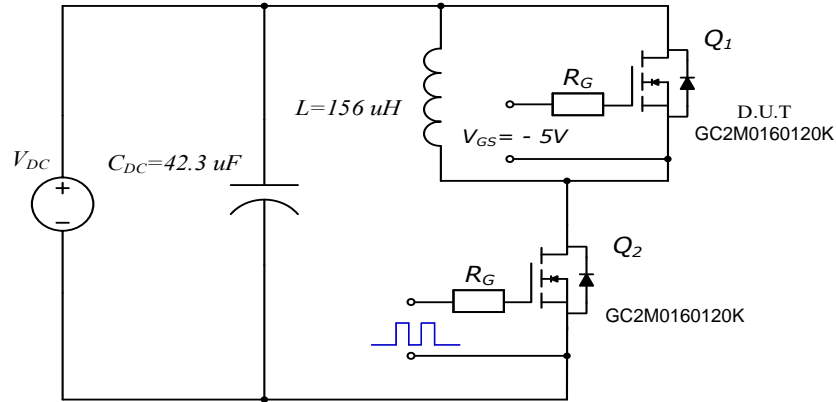 Q1
RG
L=156 uH
D.U.T
GC2M0160120K
VGS= - 5V
VDC
CDC=42.3 uF
+
−
Q2
RG
GC2M0160120K